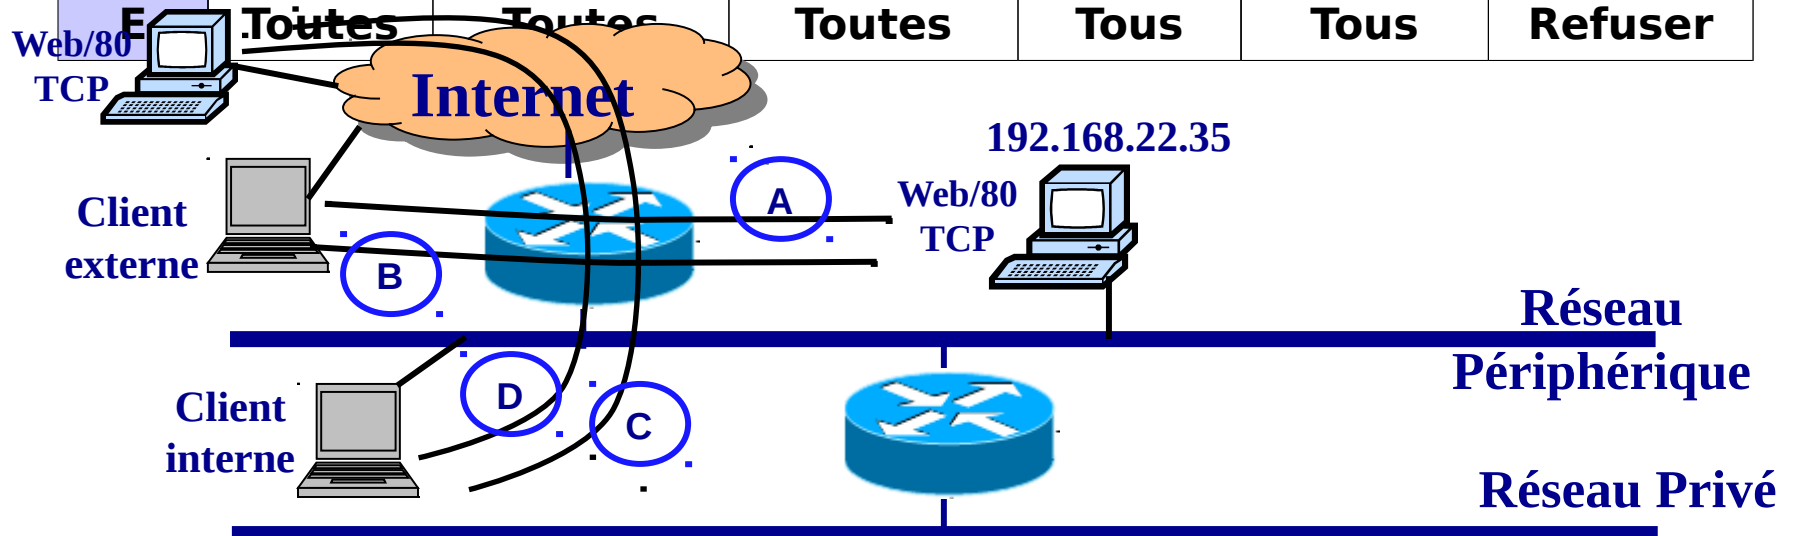 E Toutes Toutes Toutes Tous Tous Refuser
Web/80
TCP
Internet
192.168.22.35
Web/80
TCP
A
Client
externe
B
Réseau
Périphérique
Client
interne
D
C
Réseau Privé